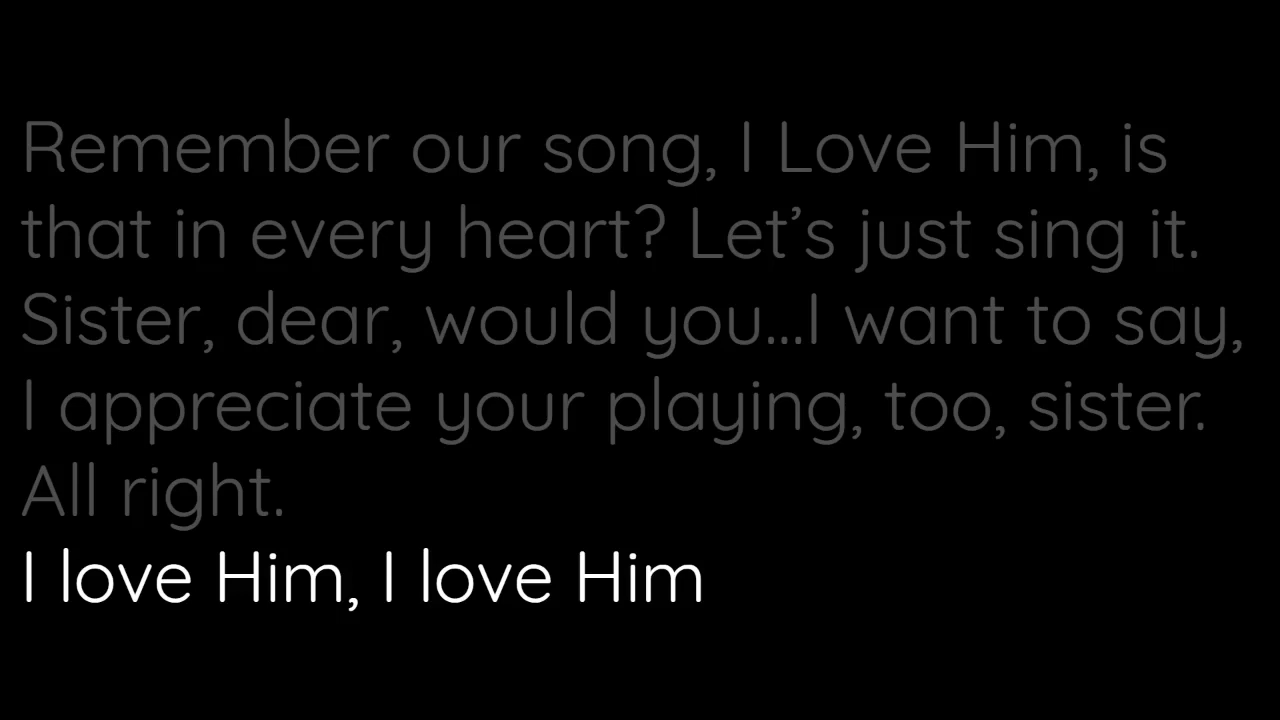 Remember our song, I Love Him, is
that in every heart? Let’s just sing it.
Sister, dear, would you...I want to say,
I appreciate your playing, too, sister.
All right.
I love Him, I love Him